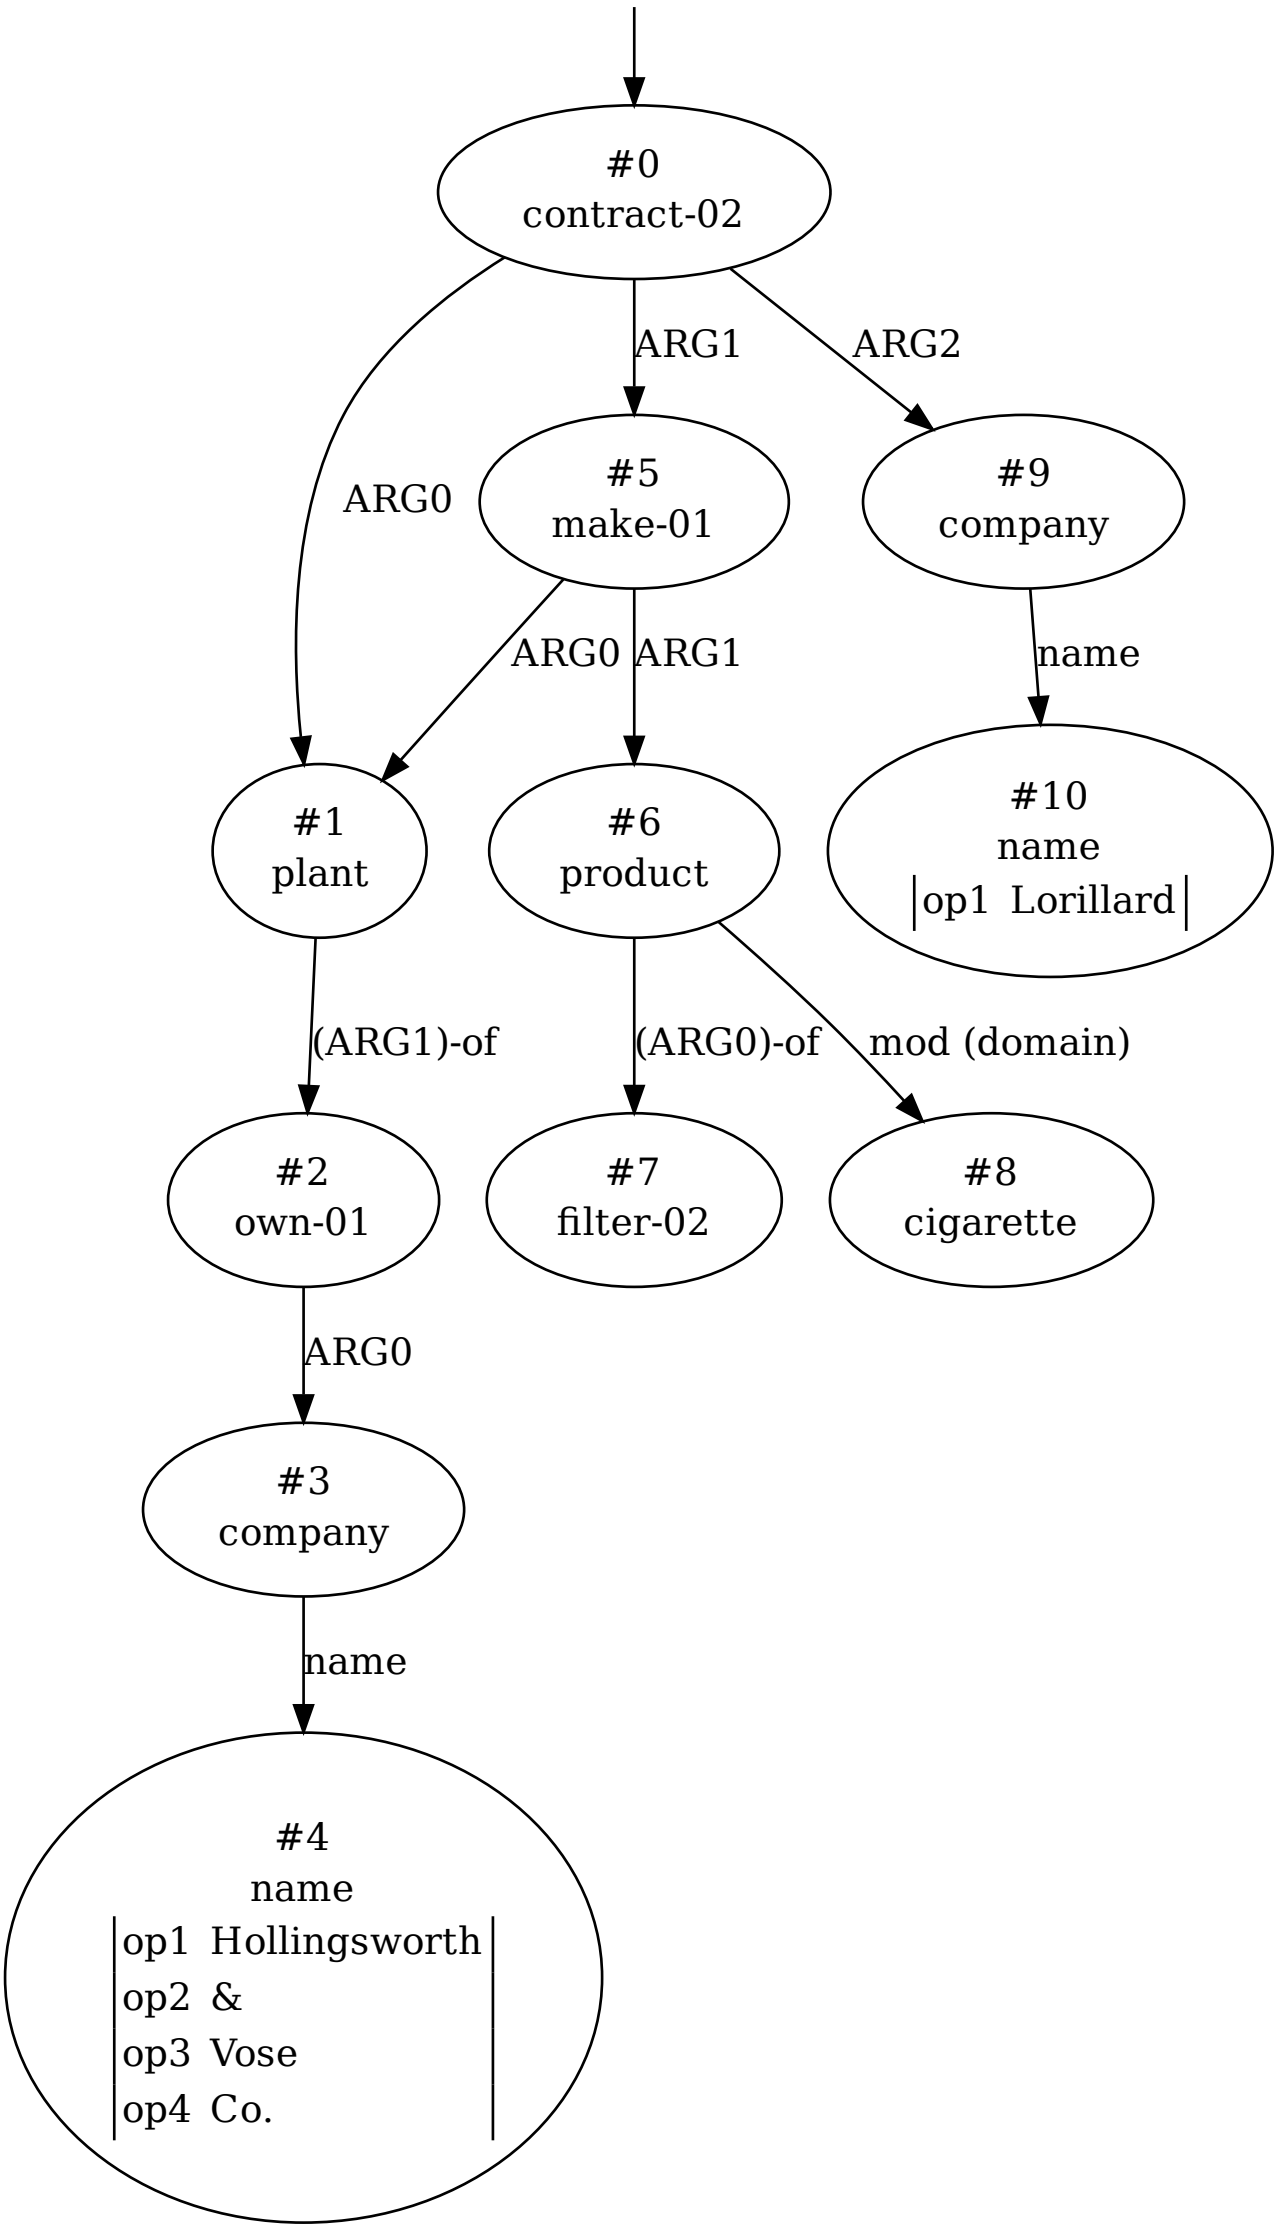 #0
contract-02
ARG1
ARG2
#5
make-01
#9
company
ARG0
ARG0
ARG1
name
#1
plant
#6
product
#10
name
op1 Lorillard
(ARG1)-of
(ARG0)-of
mod (domain)
#2
own-01
#7
filter-02
#8
cigarette
ARG0
#3
company
name
#4
name
op1 Hollingsworth
op2 &
op3 Vose
op4 Co.